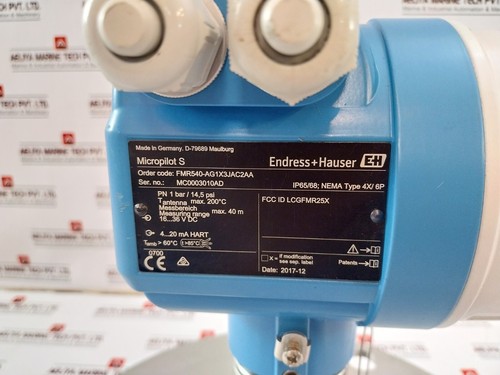 Made in Germany, D-79689 Maulburg
Micropilot S
Endress+Hauser EH
Order code: FMR540-AG1X3JAC2AA
Ser. no.: MC0003010AD
IP65/68; NEMA Type 4X/ 6P
PN 1 bar / 14,5 psi
Tantenna max. 200°C
Messbereich
Measuring range max. 40 m
16...36 V DC
4...20 mA HART
Tamb > 60°C t >85°C
FCC ID LCGFMR25X
0700
CE
x = if modification
see sep. label
Patents
Date: 2017-12